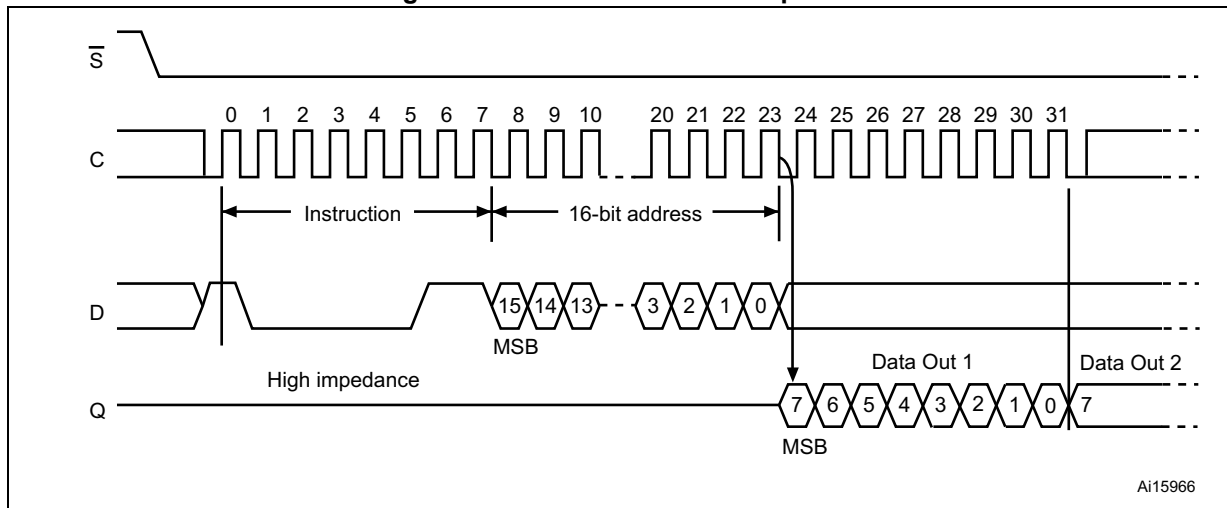 S
0 1 2 3 4 5 6 7 8 9 10 20 21 22 23 24 25 26 27 28 29 30 31
C
Instruction 16-bit address
D
15 14 13 3 2 1 0
MSB
High impedance
Data Out 1 Data Out 2
Q
7 6 5 4 3 2 1 0 7
MSB
Ai15966